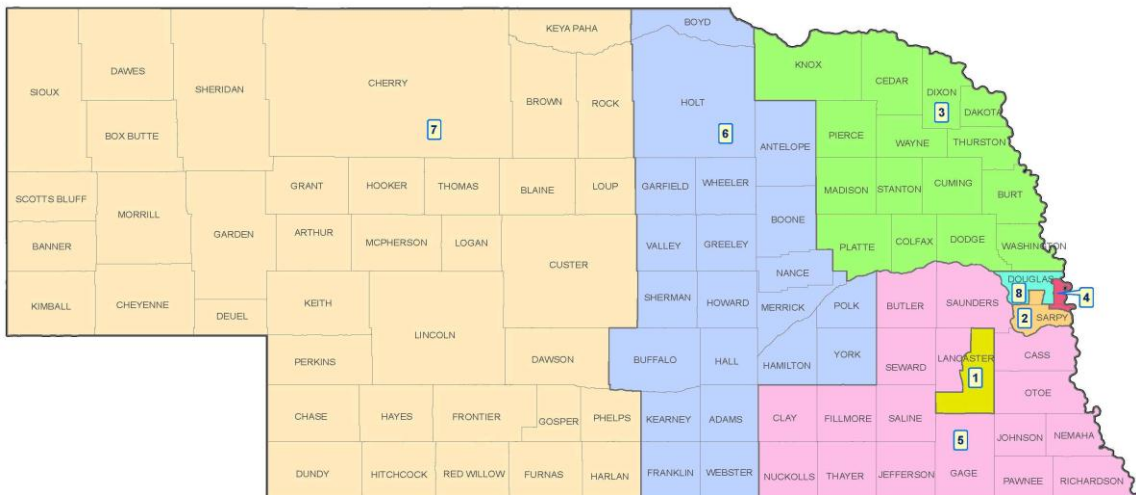 KEYA PAHA
BOYD
SIOUX
DAWES
SHERIDAN
CHERRY
BROWN
ROCK
HOLT
KNOX
CEDAR
DIXON
DAKOTA
7
6
3
BOX BUTTE
ANTELOPE
PIERCE
WAYNE
THURSTON
SCOTTS BLUFF
MORRILL
GARDEN
GRANT
HOOKER
THOMAS
BLAINE
LOUP
GARFIELD
WHEELER
BOONE
MADISON
STANTON
CUMING
BURT
BANNER
ARTHUR
MCPHERSON
LOGAN
CUSTER
VALLEY
GREELEY
NANCE
PLATTE
COLFAX
DODGE
WASHINGTON
KIMBALL
CHEYENNE
DEUEL
KEITH
LINCOLN
SHERMAN
HOWARD
MERRICK
POLK
BUTLER
SAUNDERS
DOUGLAS
8
4
2
SARPY
PERKINS
DAWSON
BUFFALO
HALL
HAMILTON
YORK
SEWARD
LANCASTER
1
CASS
OTOE
CHASE
HAYES
FRONTIER
GOSPER
PHELPS
KEARNEY
ADAMS
CLAY
FILLMORE
SALINE
5
JOHNSON
NEMAHA
DUNDY
HITCHCOCK
RED WILLOW
FURNAS
HARLAN
FRANKLIN
WEBSTER
NUCKOLLS
THAYER
JEFFERSON
GAGE
PAWNEE
RICHARDSON